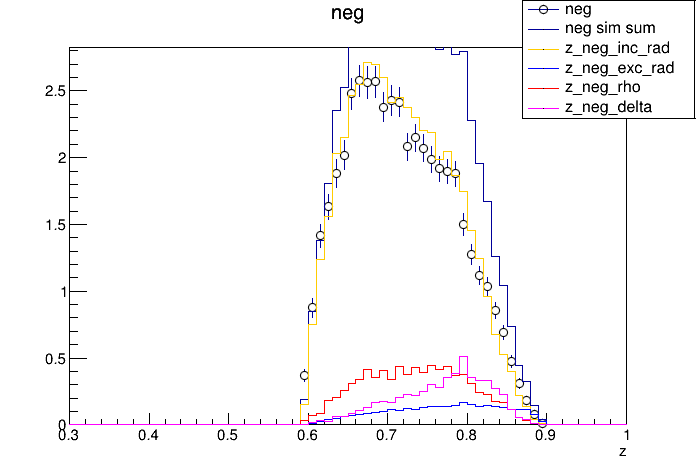 neg
neg
neg sim sum
z_neg_inc_rad
z_neg_exc_rad
z_neg_rho
z_neg_delta
2.5
2
1.5
1
0.5
0
0.3 0.4 0.5 0.6 0.7 0.8 0.9 1
z